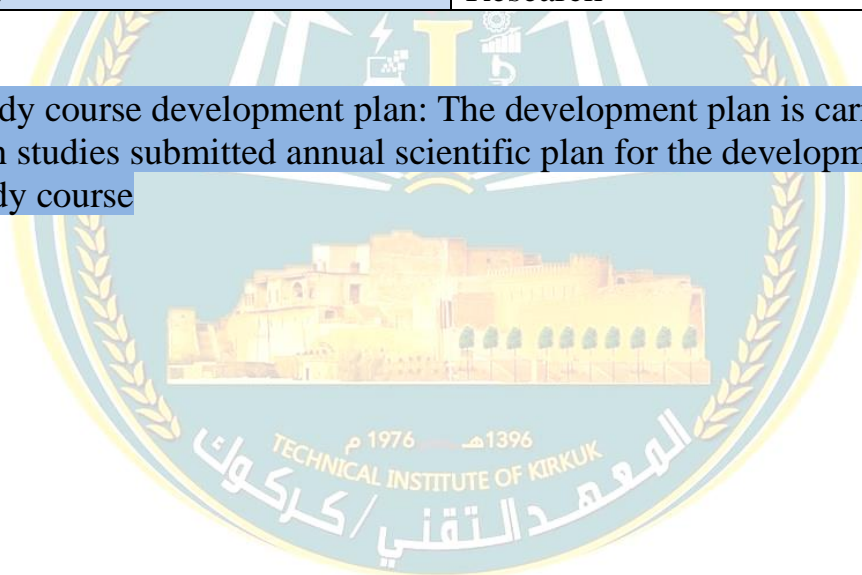 dy course development plan: The development plan is car
n studies submitted annual scientific plan for the developm
dy course
1976 م 1396هـ
TECHNICAL INSTITUTE OF KIRKUK
المعهد التقني / كركوك